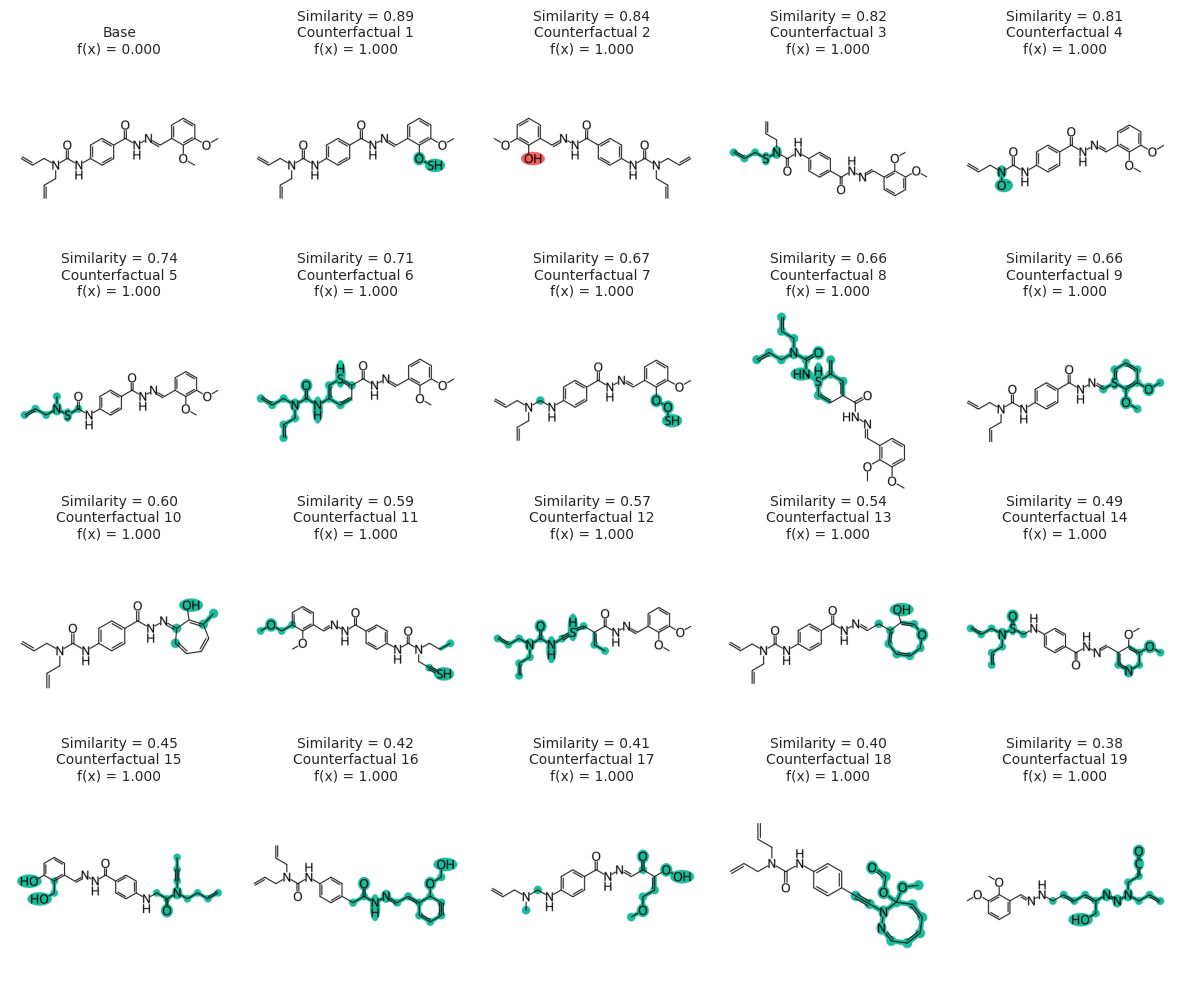 Base
f(x) = 0.000
Similarity = 0.89
Counterfactual 1
f(x) = 1.000
Similarity = 0.84
Counterfactual 2
f(x) = 1.000
Similarity = 0.82
Counterfactual 3
f(x) = 1.000
Similarity = 0.81
Counterfactual 4
f(x) = 1.000
Similarity = 0.74
Counterfactual 5
f(x) = 1.000
Similarity = 0.71
Counterfactual 6
f(x) = 1.000
Similarity = 0.67
Counterfactual 7
f(x) = 1.000
Similarity = 0.66
Counterfactual 8
f(x) = 1.000
Similarity = 0.66
Counterfactual 9
f(x) = 1.000
Similarity = 0.60
Counterfactual 10
f(x) = 1.000
Similarity = 0.59
Counterfactual 11
f(x) = 1.000
Similarity = 0.57
Counterfactual 12
f(x) = 1.000
Similarity = 0.54
Counterfactual 13
f(x) = 1.000
Similarity = 0.49
Counterfactual 14
f(x) = 1.000
Similarity = 0.45
Counterfactual 15
f(x) = 1.000
Similarity = 0.42
Counterfactual 16
f(x) = 1.000
Similarity = 0.41
Counterfactual 17
f(x) = 1.000
Similarity = 0.40
Counterfactual 18
f(x) = 1.000
Similarity = 0.38
Counterfactual 19
f(x) = 1.000